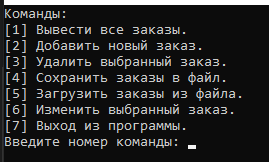 Команды:
[1] Вывести все заказы.
[2] Добавить новый заказ.
[3] Удалить выбранный заказ.
[4] Сохранить заказы в файл.
[5] Загрузить заказы из файла.
[6] Изменить выбранный заказ.
[7] Выход из программы.
Введите номер команды: